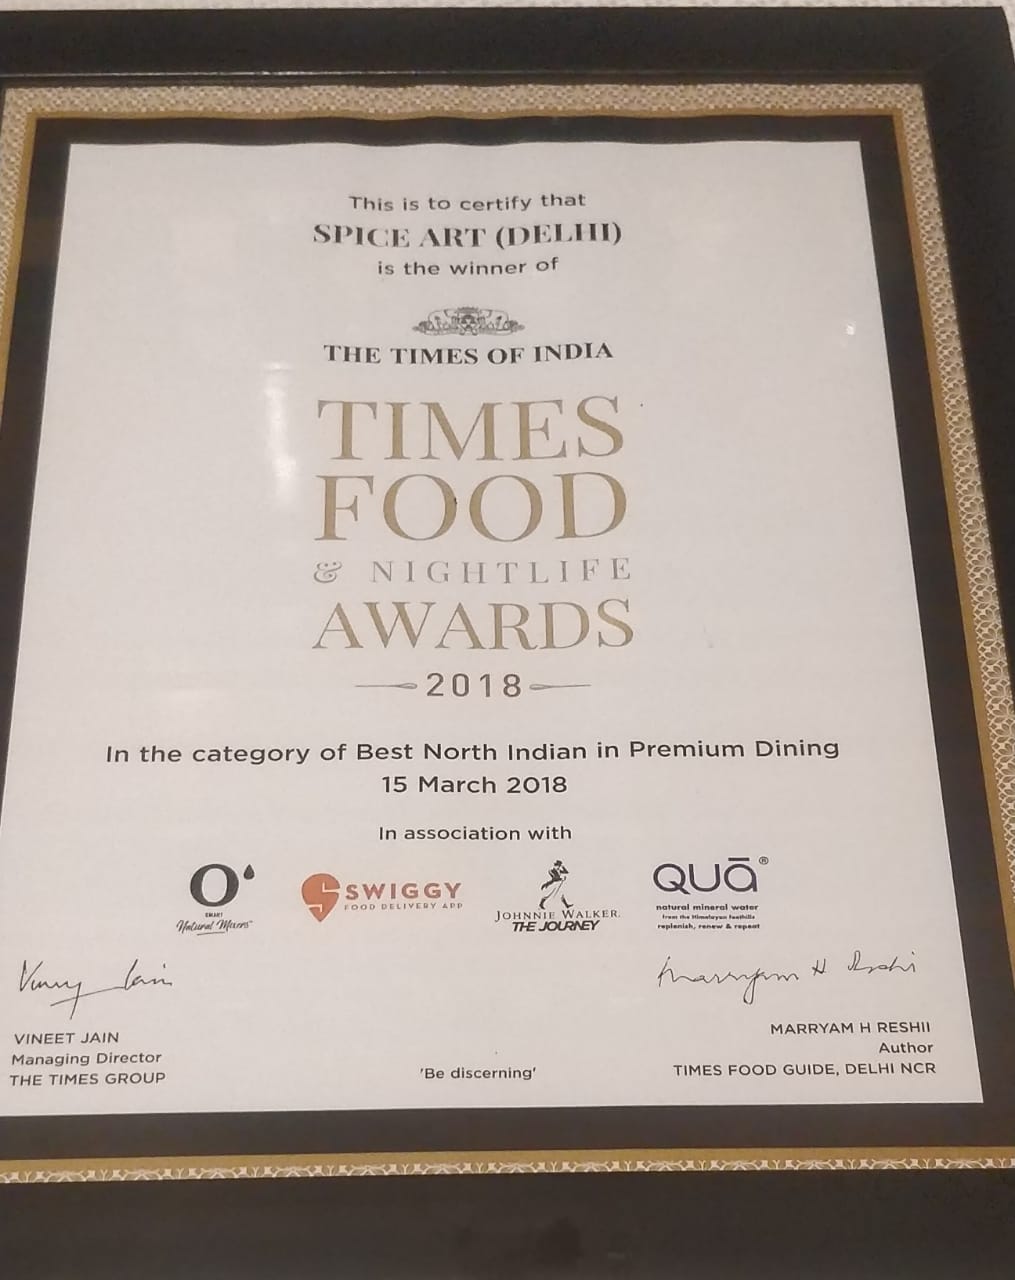 This is to certify that
SPICE ART (DELHI)
is the winner of
THE TIMES OF INDIA
TIMES
FOOD
& NIGHTLIFE
AWARDS
2018
In the category of Best North Indian in Premium Dining
15 March 2018
In association with
O'
SMART
Natural Mixers™
SWIGGY
FOOD DELIVERY APP
JOHNNIE WALKER.
THE JOURNEY
QUĀ®
natural mineral water
from the Himalayan foothills
replenish, renew & repeat
Vineet Jain
Marryam H Reshii
VINEET JAIN
Managing Director
THE TIMES GROUP
'Be discerning'
MARRYAM H RESHII
Author
TIMES FOOD GUIDE, DELHI NCR